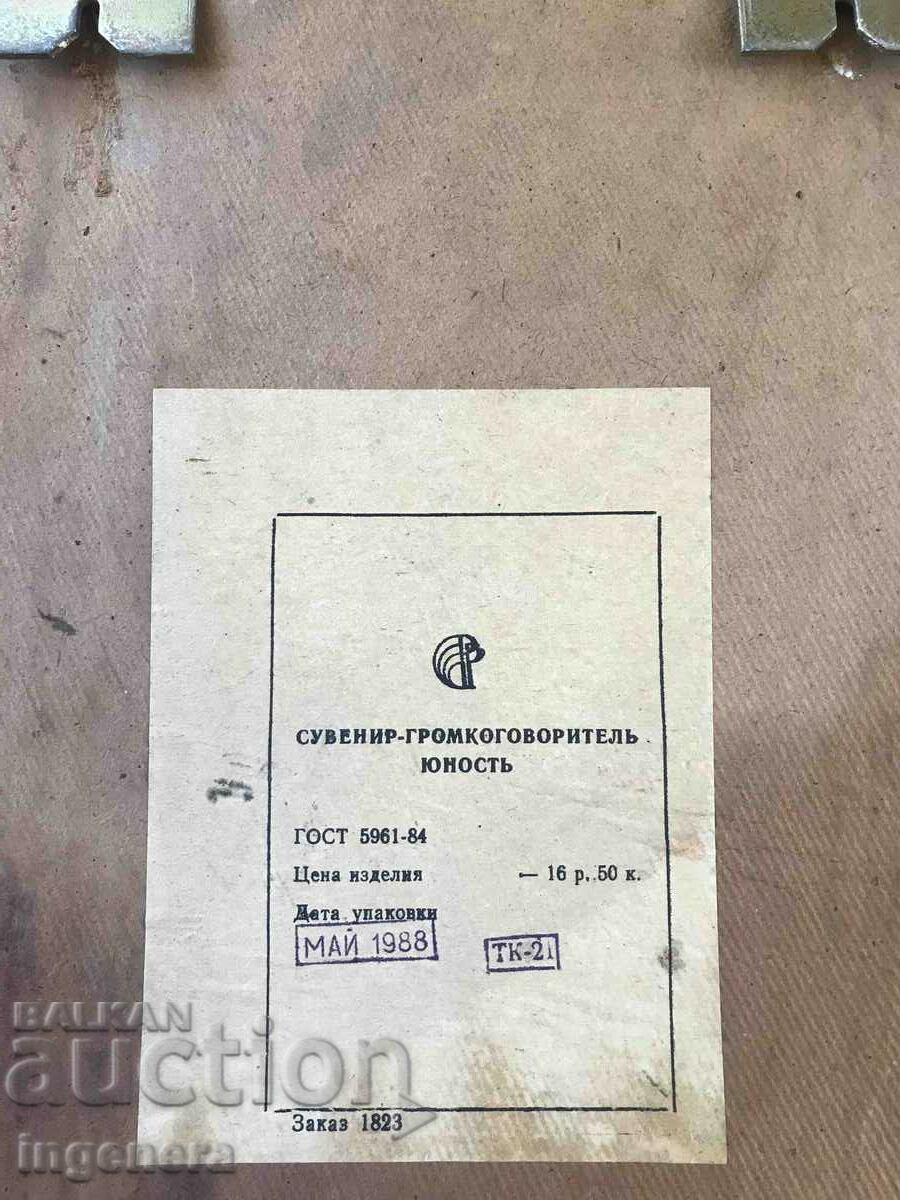 СУВЕНИР-ГРОМКОГОВОРИТЕЛЬ
ЮНОСТЬ
ГОСТ 5961-84
Цена изделия — 16 р. 50 к.
Дата упаковки
МАЙ 1988 ТК-21
Заказ 1823
BALKAN
auction
ingenera